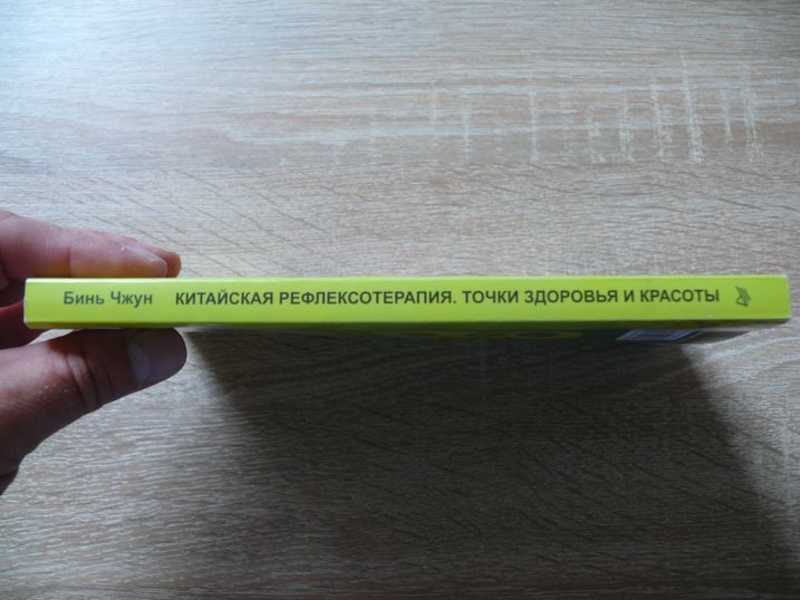 Бинь Чжун КИТАЙСКАЯ РЕФЛЕКСОТЕРАПИЯ. ТОЧКИ ЗДОРОВЬЯ И КРАСОТЫ